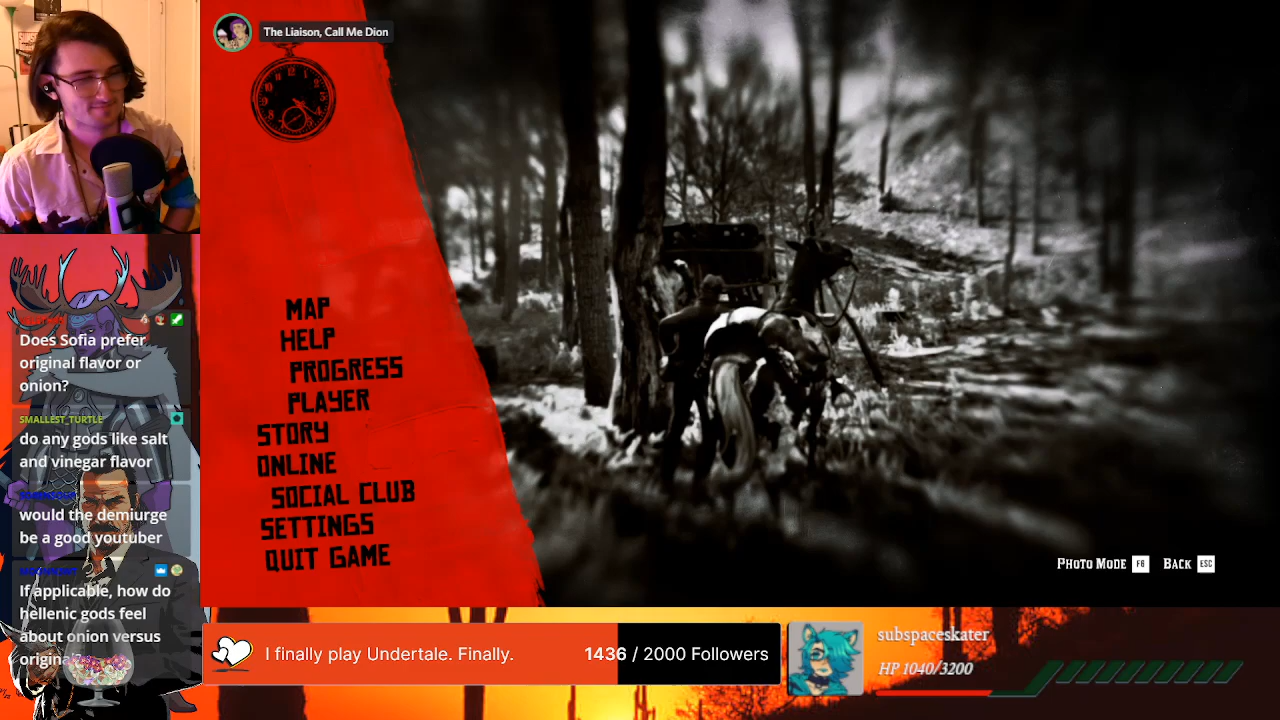 The Liaison, Call Me Dion
MAP
HELP
PROGRESS
PLAYER
STORY
ONLINE
SOCIAL CLUB
SETTINGS
QUIT GAME
PHOTO MODE F6 BACK ESC
Does Sofia prefer
original flavor or
onion?
SMALLEST_TURTLE
do any gods like salt
and vinegar flavor
would the demiurge
be a good youtuber
If applicable, how do
hellenic gods feel
about onion versus
I finally play Undertale. Finally.
1436 / 2000 Followers
subspaceskater
HP 1040/3200